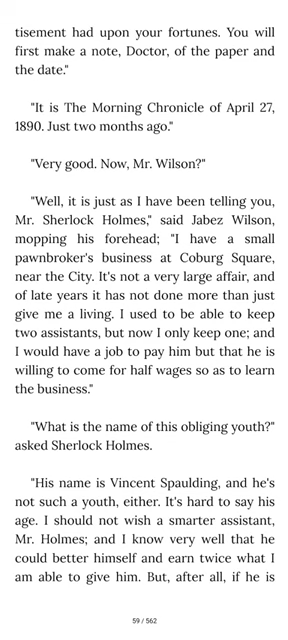 tisement had upon your fortunes. You will
first make a note, Doctor, of the paper and
the date."
"It is The Morning Chronicle of April 27,
1890. Just two months ago."
"Very good. Now, Mr. Wilson?"
"Well, it is just as I have been telling you,
Mr. Sherlock Holmes," said Jabez Wilson,
mopping his forehead; "I have a small
pawnbroker's business at Coburg Square,
near the City. It's not a very large affair, and
of late years it has not done more than just
give me a living. I used to be able to keep
two assistants, but now I only keep one; and
I would have a job to pay him but that he is
willing to come for half wages so as to learn
the business."
"What is the name of this obliging youth?"
asked Sherlock Holmes.
"His name is Vincent Spaulding, and he's
not such a youth, either. It's hard to say his
age. I should not wish a smarter assistant,
Mr. Holmes; and I know very well that he
could better himself and earn twice what I
am able to give him. But, after all, if he is
59 / 562